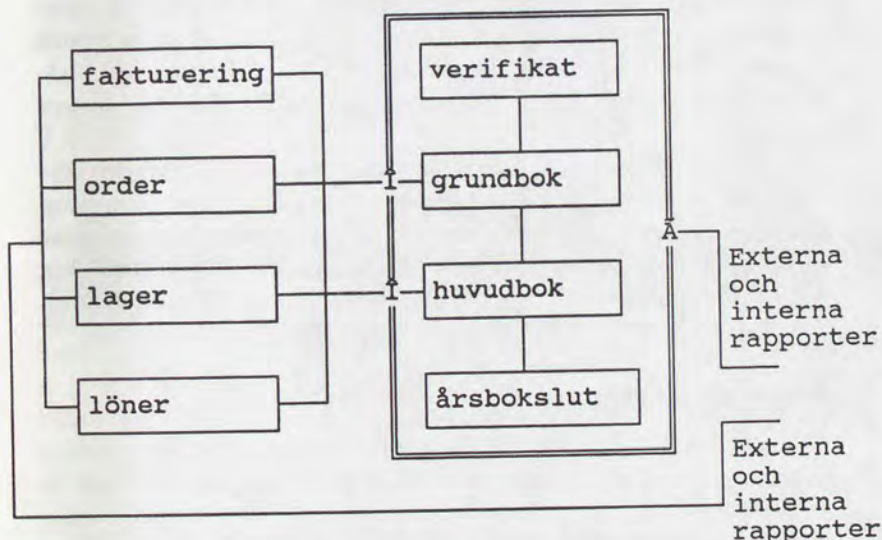 fakturering
order
lager
löner
verifikat
I grundbok
I huvudbok
årsbokslut
Ä
Externa
och
interna
rapporter
Externa
och
interna
rapporter